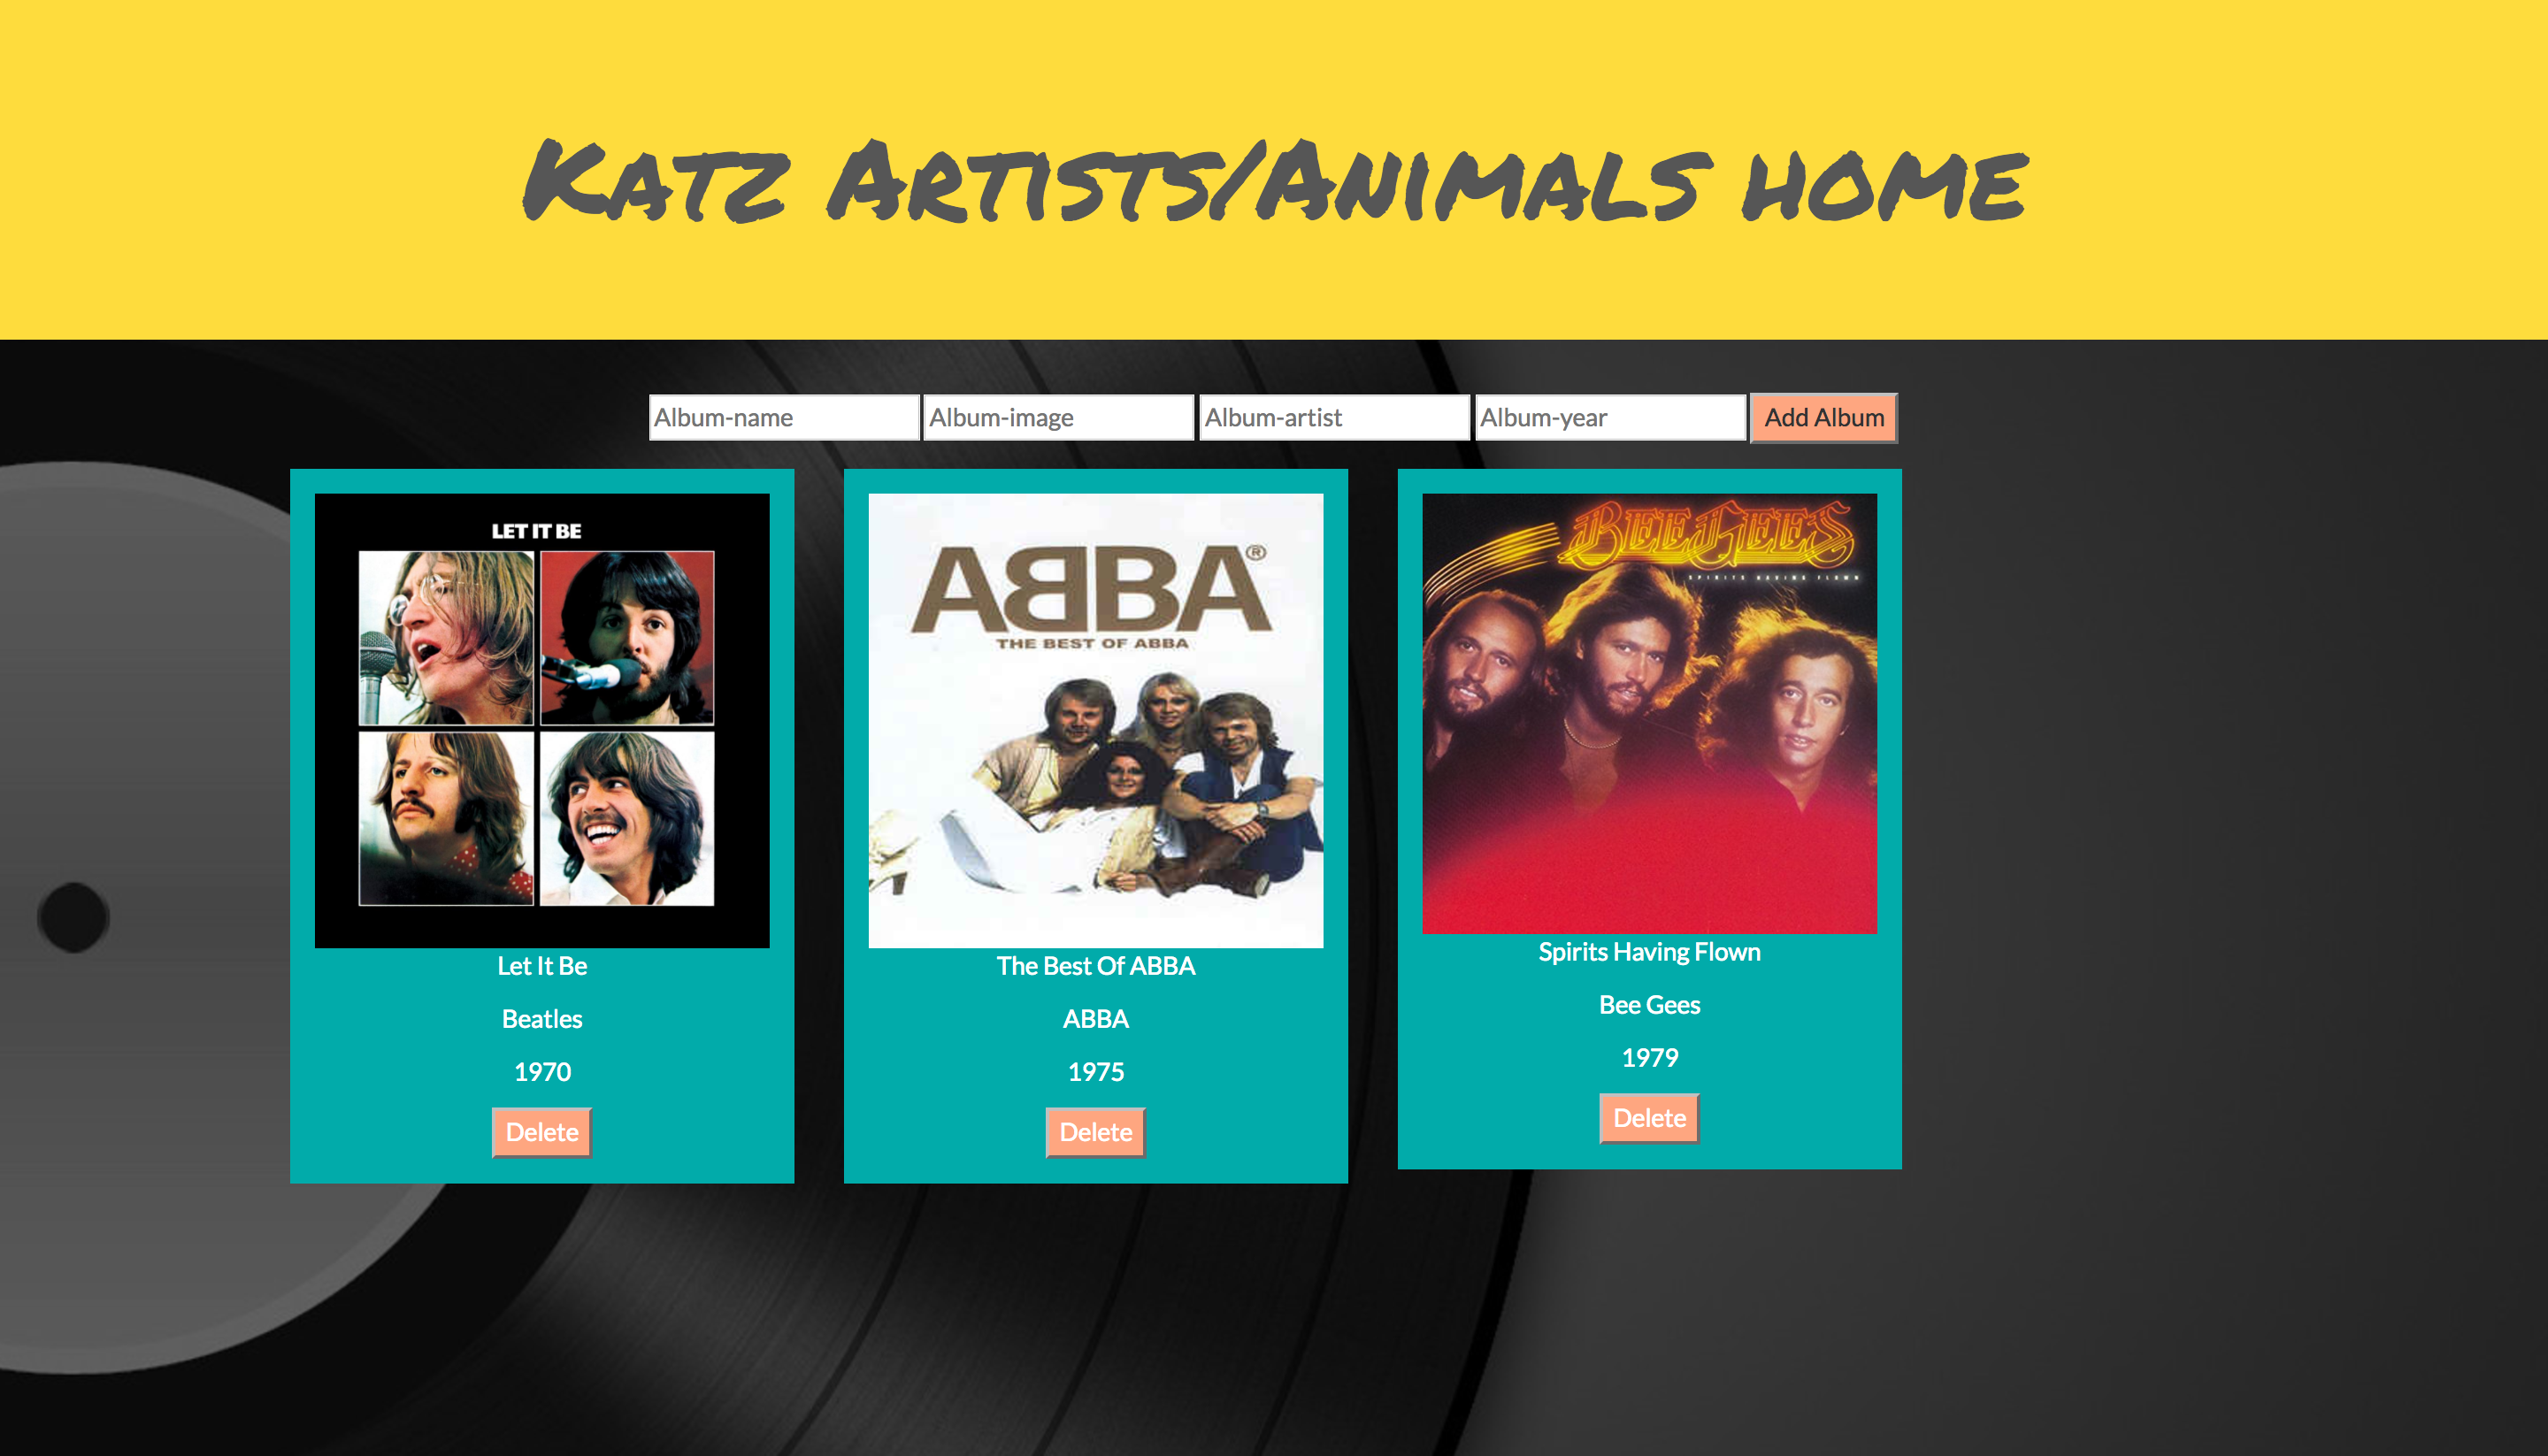 Katz Artists/Animals home
Album-name Album-image Album-artist Album-year Add Album
LET IT BE
Let It Be
Beatles
1970
Delete
ABBA®
THE BEST OF ABBA
The Best Of ABBA
ABBA
1975
Delete
BEE GEES
SPIRITS HAVING FLOWN
Spirits Having Flown
Bee Gees
1979
Delete